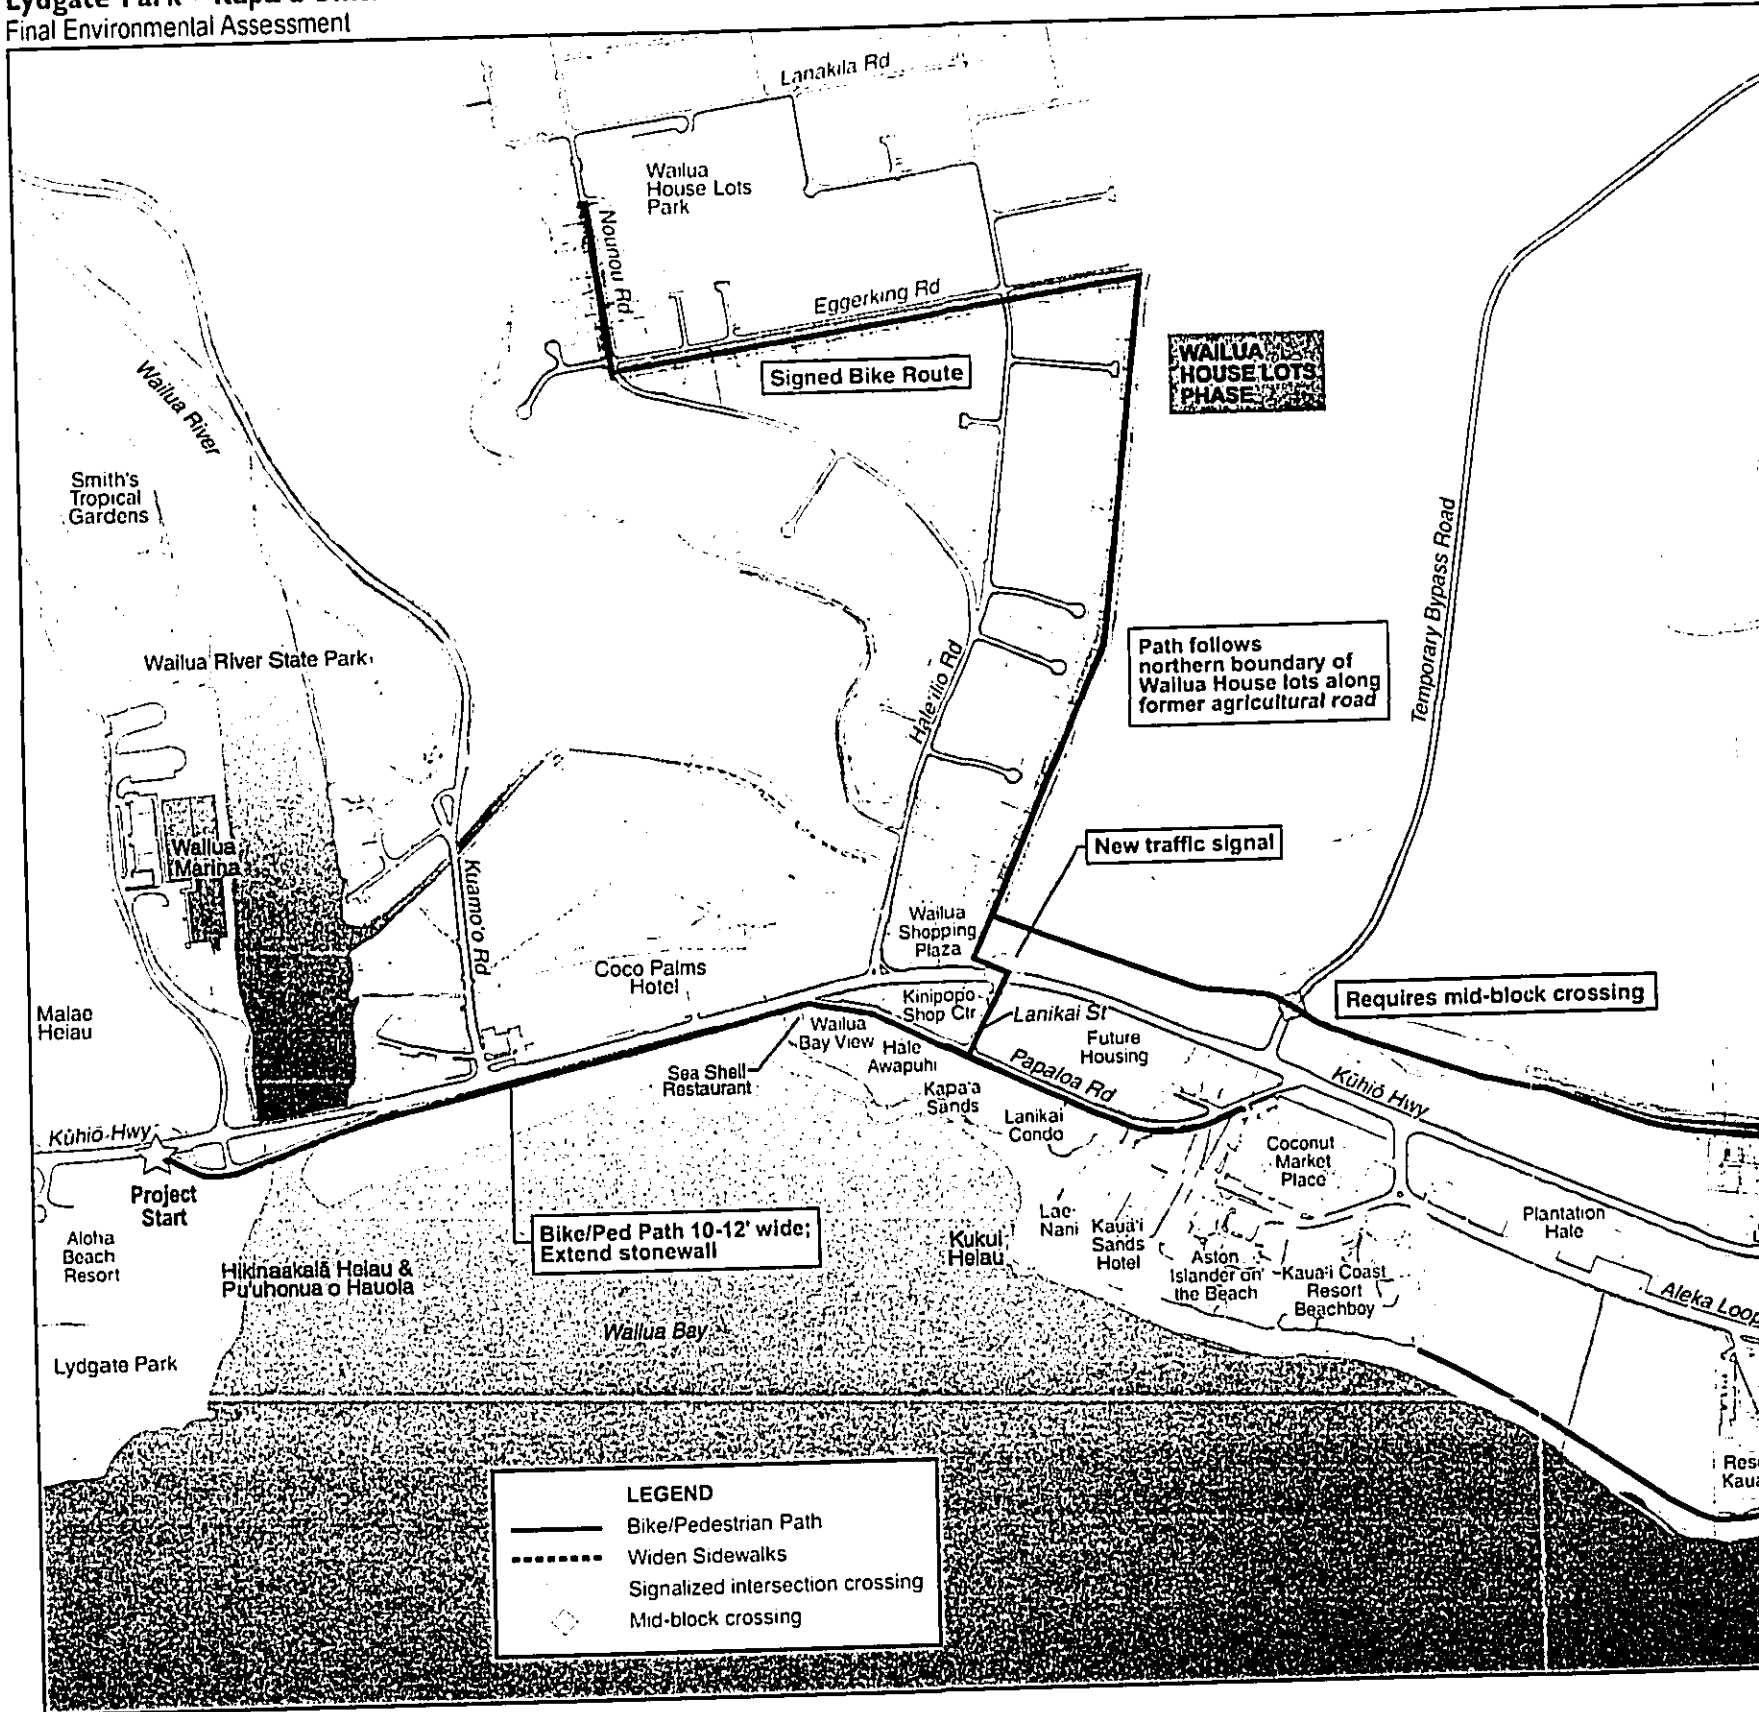 Final Environmental Assessment
Lanakila Rd
Wailua
House Lots
Park
Nounou Rd
Eggerking Rd
Signed Bike Route
WAILUA
HOUSE LOTS
PHASE
Wailua River
Smith's
Tropical
Gardens
Temporary Bypass Road
Wailua River State Park
Hale'ilio Rd
Path follows
northern boundary of
Wailua House lots along
former agricultural road
New traffic signal
Wailua
Marina
Kuamo'o Rd
Wailua
Shopping
Plaza
Coco Palms
Hotel
Requires mid-block crossing
Malae
Heiau
Kinipopo
Shop Ctr
Lanikai St
Wailua
Bay View
Future
Housing
Hale
Awapuhi
Sea Shell
Restaurant
Papaloa Rd
Kapa'a
Sands
Kūhiō Hwy
Lanikai
Condo
Kūhiō Hwy
Coconut
Market
Place
Project
Start
Bike/Ped Path 10-12' wide;
Extend stonewall
Lae
Nani
Kaua'i
Sands
Hotel
Plantation
Hale
Aloha
Beach
Resort
Kukui
Heiau
Aston
Islander on
the Beach
Kaua'i Coast
Resort
Beachboy
Hikinaakalā Heiau &
Pu'uhonua o Hauola
Aleka Loop
Wailua Bay
Lydgate Park
LEGEND
Bike/Pedestrian Path
Widen Sidewalks
Signalized intersection crossing
Mid-block crossing